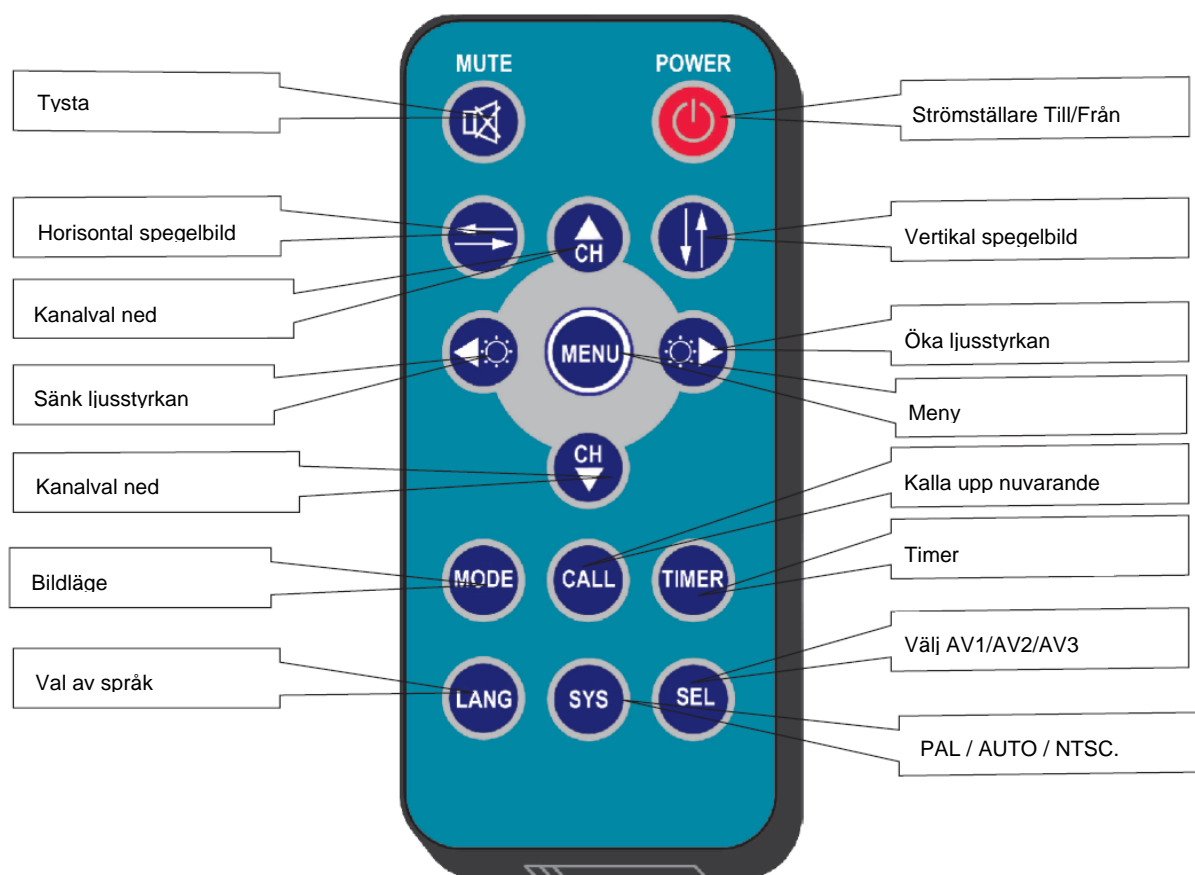 MUTE POWER
Tysta
Strömställare Till/Från
Horisontal spegelbild
CH
Vertikal spegelbild
Kanalval ned
MENU
Öka ljusstyrkan
Sänk ljusstyrkan
Meny
CH
Kanalval ned
Kalla upp nuvarande
Bildläge
MODE CALL TIMER
Timer
Val av språk
LANG SYS SEL
Välj AV1/AV2/AV3
PAL / AUTO / NTSC.